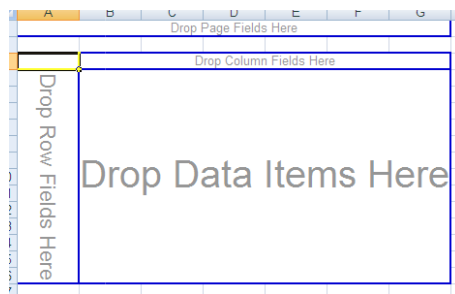 A B C D E F G
Drop Page Fields Here
Drop Column Fields Here
Drop Row Fields Here
Drop Data Items Here